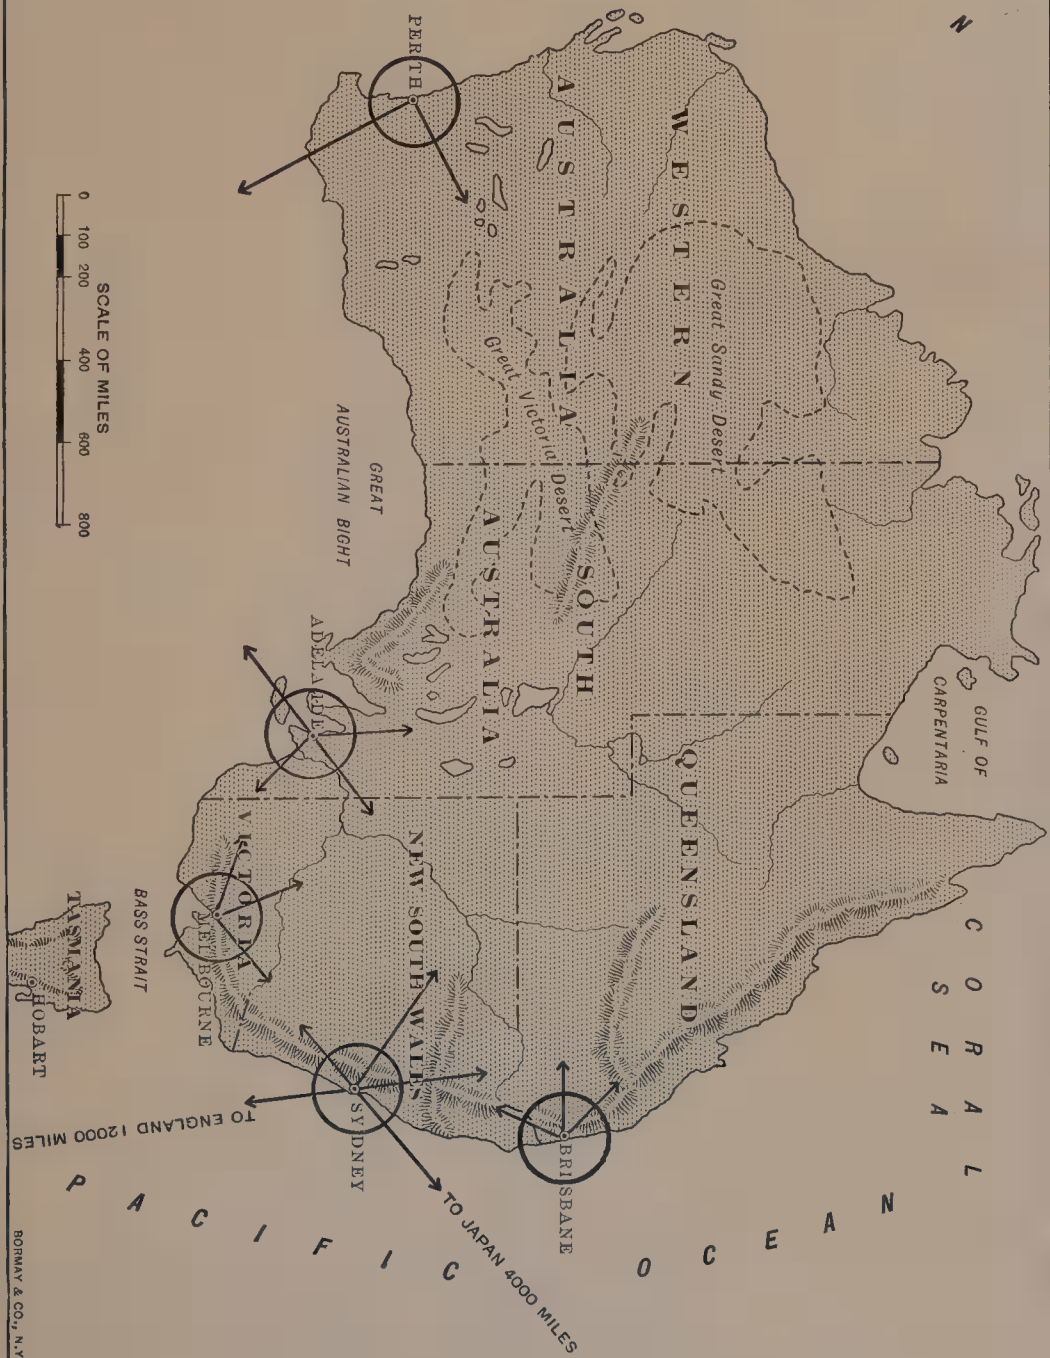 N
WESTERN
AUSTRALIA
Great Sandy Desert
Great Victoria Desert
SOUTH
AUSTRALIA
QUEENSLAND
NEW SOUTH WALES
VICTORIA
TASMANIA
PERTH
ADELAIDE
MELBOURNE
HOBART
SYDNEY
BRISBANE
GULF OF
CARPENTARIA
CORAL
SEA
GREAT
AUSTRALIAN BIGHT
BASS STRAIT
PACIFIC OCEAN
TO ENGLAND 12000 MILES
TO JAPAN 4000 MILES
SCALE OF MILES
0 100 200 400 600 800
BORMAY & CO., N.Y.